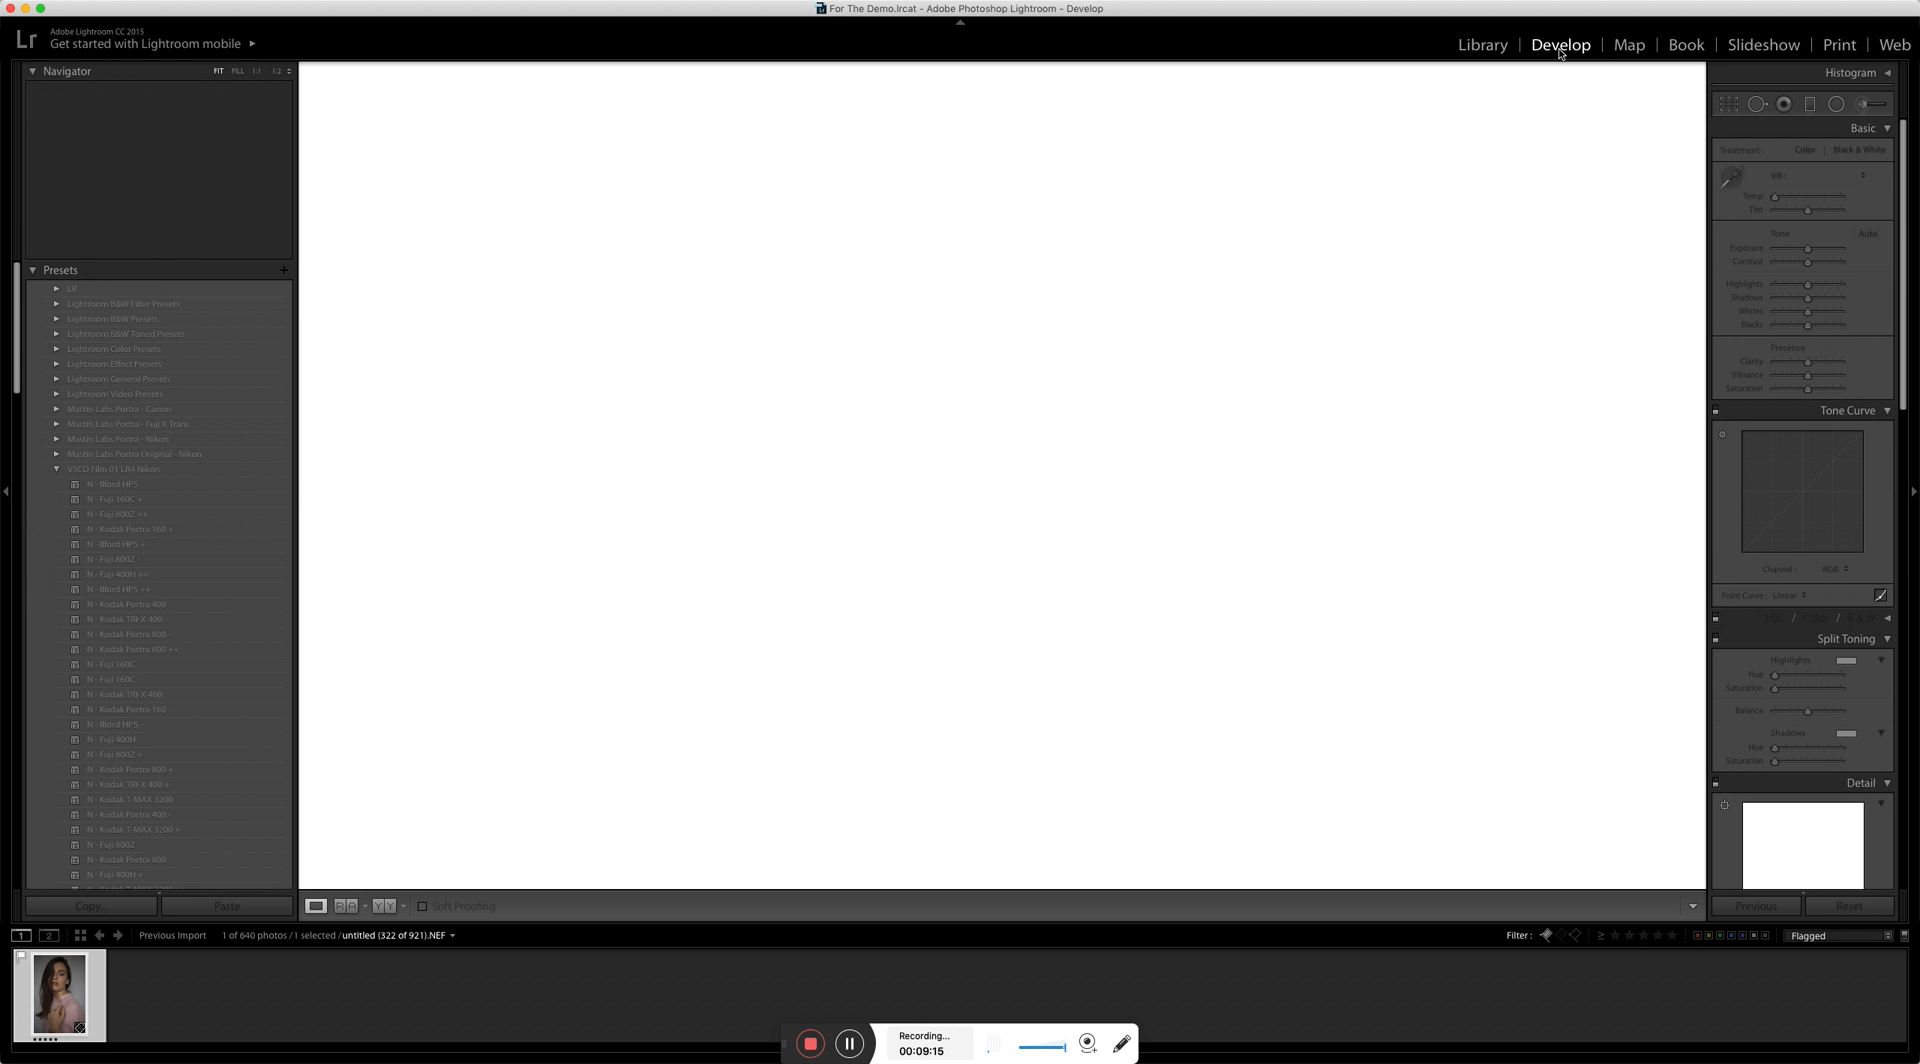 For The Demo.lrcat - Adobe Photoshop Lightroom - Develop
Lr
Adobe Lightroom CC 2015
Get started with Lightroom mobile
Library | Develop | Map | Book | Slideshow | Print | Web
Navigator
FIT FILL 1:1 1:2
Presets +
LR
Lightroom B&W Filter Presets
Lightroom B&W Presets
Lightroom B&W Toned Presets
Lightroom Color Presets
Lightroom Effect Presets
Lightroom General Presets
Lightroom Video Presets
Mastin Labs Portra - Canon
Mastin Labs Portra - Fuji X Trans
Mastin Labs Portra - Nikon
Mastin Labs Portra Original - Nikon
VSCO Film 01 LR4 Nikon
N - Ilford HP5
N - Fuji 160C +
N - Fuji 800Z ++
N - Kodak Portra 160 +
N - Ilford HP5 +
N - Fuji 800Z -
N - Fuji 400H ++
N - Ilford HP5 ++
N - Kodak Portra 400
N - Kodak TRI-X 400
N - Kodak Portra 800 -
N - Kodak Portra 800 ++
N - Fuji 160C
N - Fuji 160C
N - Kodak TRI-X 400
N - Kodak Portra 160 -
N - Ilford HP5 -
N - Fuji 400H
N - Fuji 800Z +
N - Kodak Portra 800 +
N - Kodak TRI-X 400 +
N - Kodak T-MAX 3200
N - Kodak Portra 400 -
N - Kodak T-MAX 3200 +
N - Fuji 800Z
N - Kodak Portra 800
N - Fuji 400H +
Copy...
Paste
Soft Proofing
Histogram
Basic
Treatment : Color | Black & White
WB :
Temp
Tint
Tone Auto
Exposure
Contrast
Highlights
Shadows
Whites
Blacks
Presence
Clarity
Vibrance
Saturation
Tone Curve
Channel : RGB
Point Curve : Linear
HSL / Color / B & W
Split Toning
Highlights
Hue
Saturation
Balance
Shadows
Hue
Saturation
Detail
Previous
Reset
1 2 Previous Import 1 of 640 photos / 1 selected / untitled (322 of 921).NEF
Filter : ≥ Flagged
Recording...
00:09:15